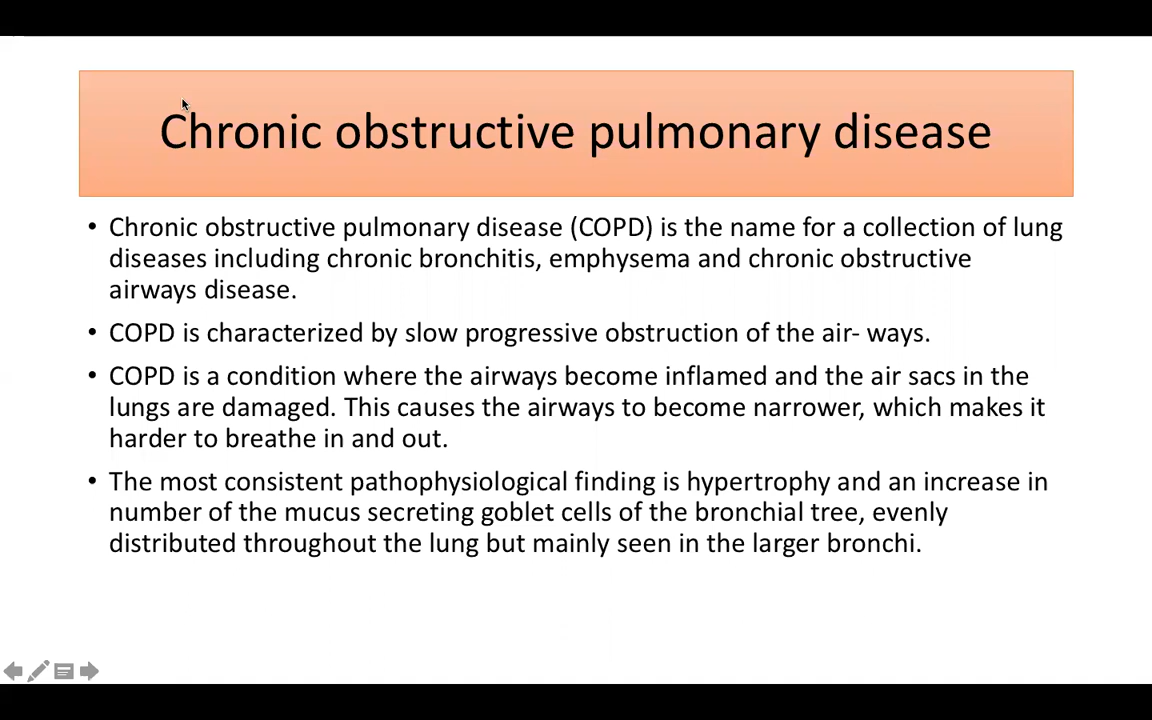 Chronic obstructive pulmonary disease
• Chronic obstructive pulmonary disease (COPD) is the name for a collection of lung
diseases including chronic bronchitis, emphysema and chronic obstructive
airways disease.
• COPD is characterized by slow progressive obstruction of the air- ways.
• COPD is a condition where the airways become inflamed and the air sacs in the
lungs are damaged. This causes the airways to become narrower, which makes it
harder to breathe in and out.
• The most consistent pathophysiological finding is hypertrophy and an increase in
number of the mucus secreting goblet cells of the bronchial tree, evenly
distributed throughout the lung but mainly seen in the larger bronchi.